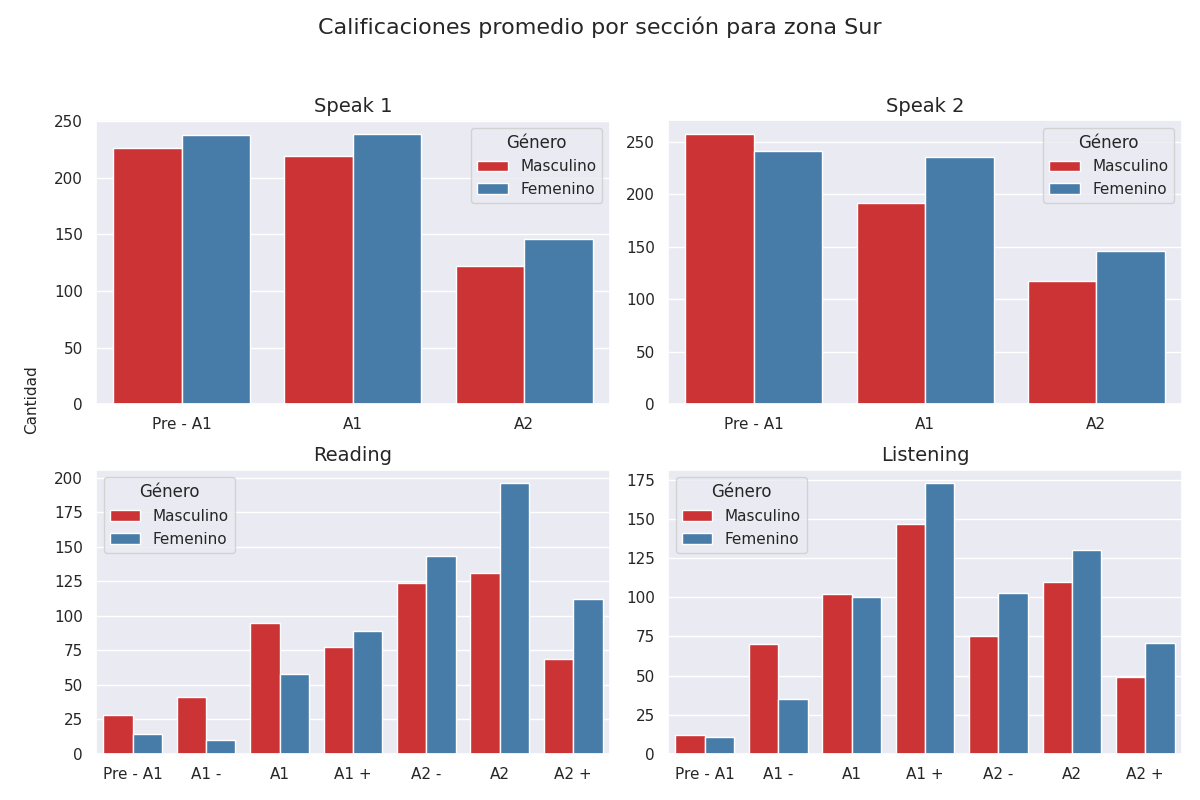 Calificaciones promedio por sección para zona Sur
Cantidad
Speak 1
250
200
150
100
50
0
Género
Masculino
Femenino
Pre - A1 A1 A2
Speak 2
250
200
150
100
50
0
Género
Masculino
Femenino
Pre - A1 A1 A2
Reading
200
175
150
125
100
75
50
25
0
Género
Masculino
Femenino
Pre - A1 A1 - A1 A1 + A2 - A2 A2 +
Listening
175
150
125
100
75
50
25
0
Género
Masculino
Femenino
Pre - A1 A1 - A1 A1 + A2 - A2 A2 +